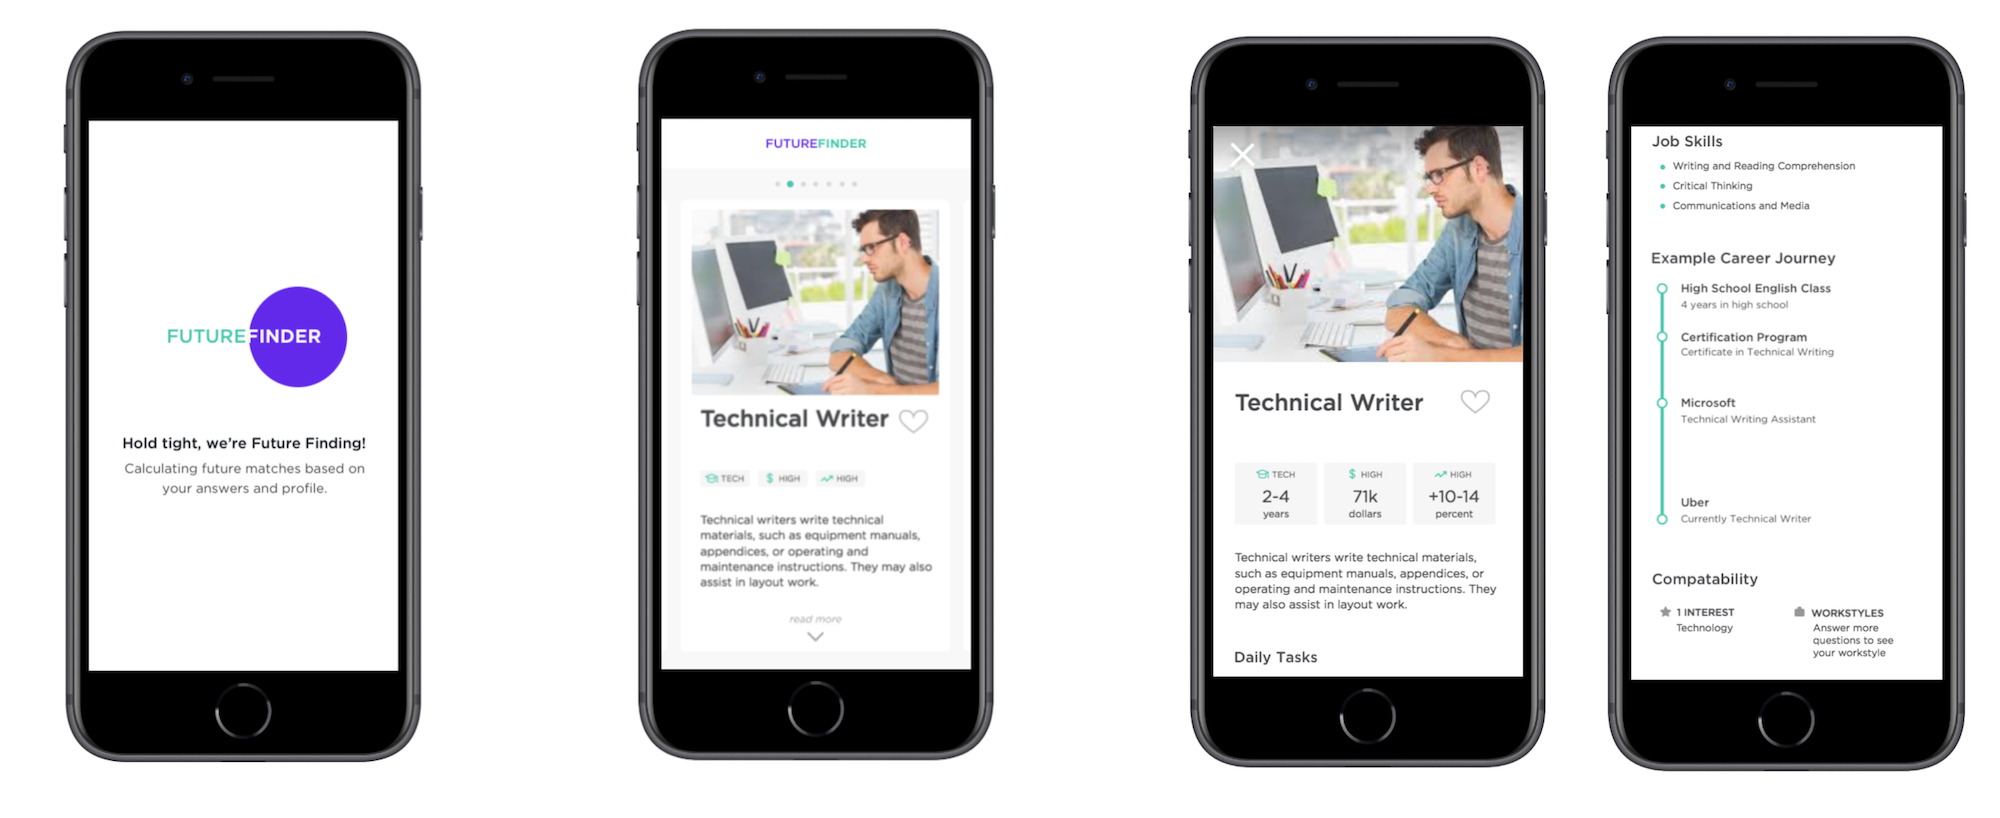 FUTUREFINDER
Hold tight, we're Future Finding!
Calculating future matches based on
your answers and profile.
FUTUREFINDER
Technical Writer
TECH
$ HIGH
HIGH
Technical writers write technical
materials, such as equipment manuals,
appendices, or operating and
maintenance instructions. They may also
assist in layout work.
read more
Technical Writer
TECH
2-4
years
$ HIGH
71k
dollars
HIGH
+10-14
percent
Technical writers write technical materials,
such as equipment manuals, appendices, or
operating and maintenance instructions. They
may also assist in layout work.
Daily Tasks
Job Skills
Writing and Reading Comprehension
Critical Thinking
Communications and Media
Example Career Journey
High School English Class
4 years in high school
Certification Program
Certificate in Technical Writing
Microsoft
Technical Writing Assistant
Uber
Currently Technical Writer
Compatability
1 INTEREST
Technology
WORKSTYLES
Answer more
questions to see
your workstyle